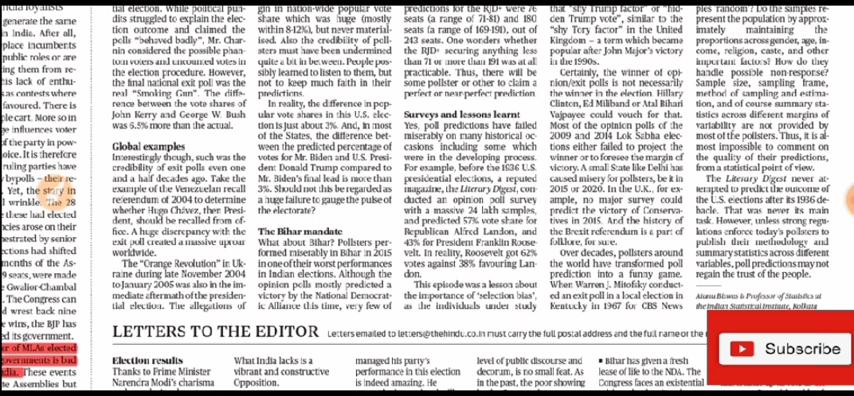 ndia loyalists
generate the same
in India. After all,
place incumbents
public roles or are
ing them from re-
his lack of enthu-
as contests where
favoured. There is
ple cart. More so in
ge influences voter
of the party in pow-
oice. It is therefore
ruling parties have
bypolls – their
Yet, the story in
l wrinkle. The 28
these had elected
cies arose on their
hestrated by senior
ctions had shifted
months of the As-
9 seats, were made
e Gwalior-Chambal
The Congress can
d wrest back nine
e wins, the BJP has
ed its government.
er of MLAs elected
governments is bad
ndia. These events
te Assemblies but
tial election. While political pun-
dits struggled to explain the elec-
tion outcome and claimed the
polls "behaved badly", Mr. Char-
nin considered the possible phan-
tom voters and uncounted votes in
the election procedure. However,
the final national exit poll was the
real "Smoking Gun". The diffe-
rence between the vote shares of
John Kerry and George W. Bush
was 6.5% more than the actual.
Global examples
Interestingly though, such was the
credibility of exit polls even one
and a half decades ago. Take the
example of the Venezuelan recall
referendum of 2004 to determine
whether Hugo Chávez, then Presi-
dent, should be recalled from of-
fice. A huge discrepancy with the
exit poll created a massive uproar
worldwide.
The "Orange Revolution" in Uk-
raine during late November 2004
to January 2005 was also in the im-
mediate aftermath of the presiden-
tial election. The allegations of
gin in nation-wide popular vote
share which was huge (mostly
within 8-12%), but never material-
ised. Also the credibility of poll-
sters must have been undermined
quite a bit in between. People pos-
sibly learned to listen to them, but
not to keep much faith in their
predictions.
In reality, the difference in pop-
ular vote shares in this U.S. elec-
tion is just about 3%. And, in most
of the States, the difference bet-
ween the predicted percentage of
votes for Mr. Biden and U.S. Presi-
dent Donald Trump compared to
Mr. Biden's final lead is more than
3%. Should not this be regarded as
a huge failure to gauge the pulse of
the electorate?
The Bihar mandate
What about Bihar? Pollsters per-
formed miserably in Bihar in 2015
in one of their worst performances
in Indian elections. Although the
opinion polls mostly predicted a
victory by the National Democrat-
ic Alliance this time, very few of
predictions for the RJD+ were 76
seats (a range of 71-81) and 180
seats (a range of 169-191), out of
243 seats. One wonders whether
the RJD+ securing anything less
than 71 or more than 191 was at all
practicable. Thus, there will be
some pollster or other to claim a
perfect or near-perfect prediction.
Surveys and lessons learnt
Yes, poll predictions have failed
miserably on many historical oc-
casions including some which
were in the developing process.
For example, before the 1936 U.S.
presidential elections, a reputed
magazine, the Literary Digest, con-
ducted an opinion poll survey
with a massive 24 lakh samples,
and predicted 57% vote share for
Republican Alfred Landon, and
43% for President Franklin Roose-
velt. In reality, Roosevelt got 62%
votes against 38% favouring Lan-
don.
This episode was a lesson about
the importance of 'selection bias',
as the individuals under study
that "shy Trump factor" or "hid-
den Trump vote", similar to the
"shy Tory factor" in the United
Kingdom – a term which became
popular after John Major's victory
in the 1990s.
Certainly, the winner of opi-
nion/exit polls is not necessarily
the winner in the election. Hillary
Clinton, Ed Miliband or Atal Bihari
Vajpayee could vouch for that.
Most of the opinion polls of the
2009 and 2014 Lok Sabha elec-
tions either failed to project the
winner or to foresee the margin of
victory. A small State like Delhi has
caused misery for pollsters, be it in
2015 or 2020. In the U.K., for ex-
ample, no major survey could
predict the victory of Conserva-
tives in 2015. And the history of
the Brexit referendum is a part of
folklore, for sure.
Over decades, pollsters around
the world have transformed poll
prediction into a funny game.
When Warren J. Mitofsky conduct-
ed an exit poll in a local election in
Kentucky in 1967 for CBS News
ples 'random'? Do the samples re-
present the population by approx-
imately maintaining the
proportions across gender, age, in-
come, religion, caste, and other
important factors? How do they
handle possible non-response?
Sample size, sampling frame,
method of sampling and estima-
tion, and of course summary sta-
tistics across different margins of
variability are not provided by
most of the pollsters. Thus, it is al-
most impossible to comment on
the quality of their predictions,
from a statistical point of view.
The Literary Digest never at-
tempted to predict the outcome of
the U.S. elections after its 1936 de-
bacle. That was never its main
task. However, unless strong regu-
lations enforce today's pollsters to
publish their methodology and
summary statistics across different
variables, poll predictions may not
regain the trust of the people.
Atanu Biswas is Professor of Statistics at
the Indian Statistical Institute, Kolkata
LETTERS TO THE EDITOR Letters emailed to letters@thehindu.co.in must carry the full postal address and the full name or the
Election results
Thanks to Prime Minister
Narendra Modi's charisma
What India lacks is a
vibrant and constructive
Opposition.
managed his party's
performance in this election
is indeed amazing. He
level of public discourse and
decorum, is no small feat. As
in the past, the poor showing
▪ Bihar has given a fresh
lease of life to the NDA. The
Congress faces an existential
Subscribe